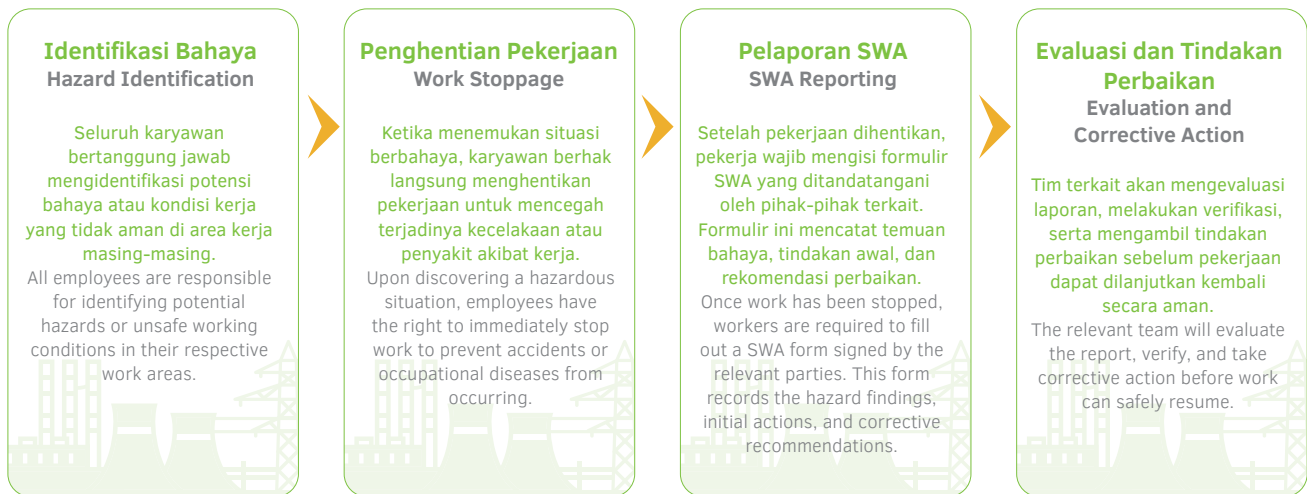 Identifikasi Bahaya
Hazard Identification
Seluruh karyawan
bertanggung jawab
mengidentifikasi potensi
bahaya atau kondisi kerja
yang tidak aman di area kerja
masing-masing.
All employees are responsible
for identifying potential
hazards or unsafe working
conditions in their respective
work areas.
Penghentian Pekerjaan
Work Stoppage
Ketika menemukan situasi
berbahaya, karyawan berhak
langsung menghentikan
pekerjaan untuk mencegah
terjadinya kecelakaan atau
penyakit akibat kerja.
Upon discovering a hazardous
situation, employees have
the right to immediately stop
work to prevent accidents or
occupational diseases from
occurring.
Pelaporan SWA
SWA Reporting
Setelah pekerjaan dihentikan,
pekerja wajib mengisi formulir
SWA yang ditandatangani
oleh pihak-pihak terkait.
Formulir ini mencatat temuan
bahaya, tindakan awal, dan
rekomendasi perbaikan.
Once work has been stopped,
workers are required to fill
out a SWA form signed by the
relevant parties. This form
records the hazard findings,
initial actions, and corrective
recommendations.
Evaluasi dan Tindakan
Perbaikan
Evaluation and
Corrective Action
Tim terkait akan mengevaluasi
laporan, melakukan verifikasi,
serta mengambil tindakan
perbaikan sebelum pekerjaan
dapat dilanjutkan kembali
secara aman.
The relevant team will evaluate
the report, verify, and take
corrective action before work
can safely resume.